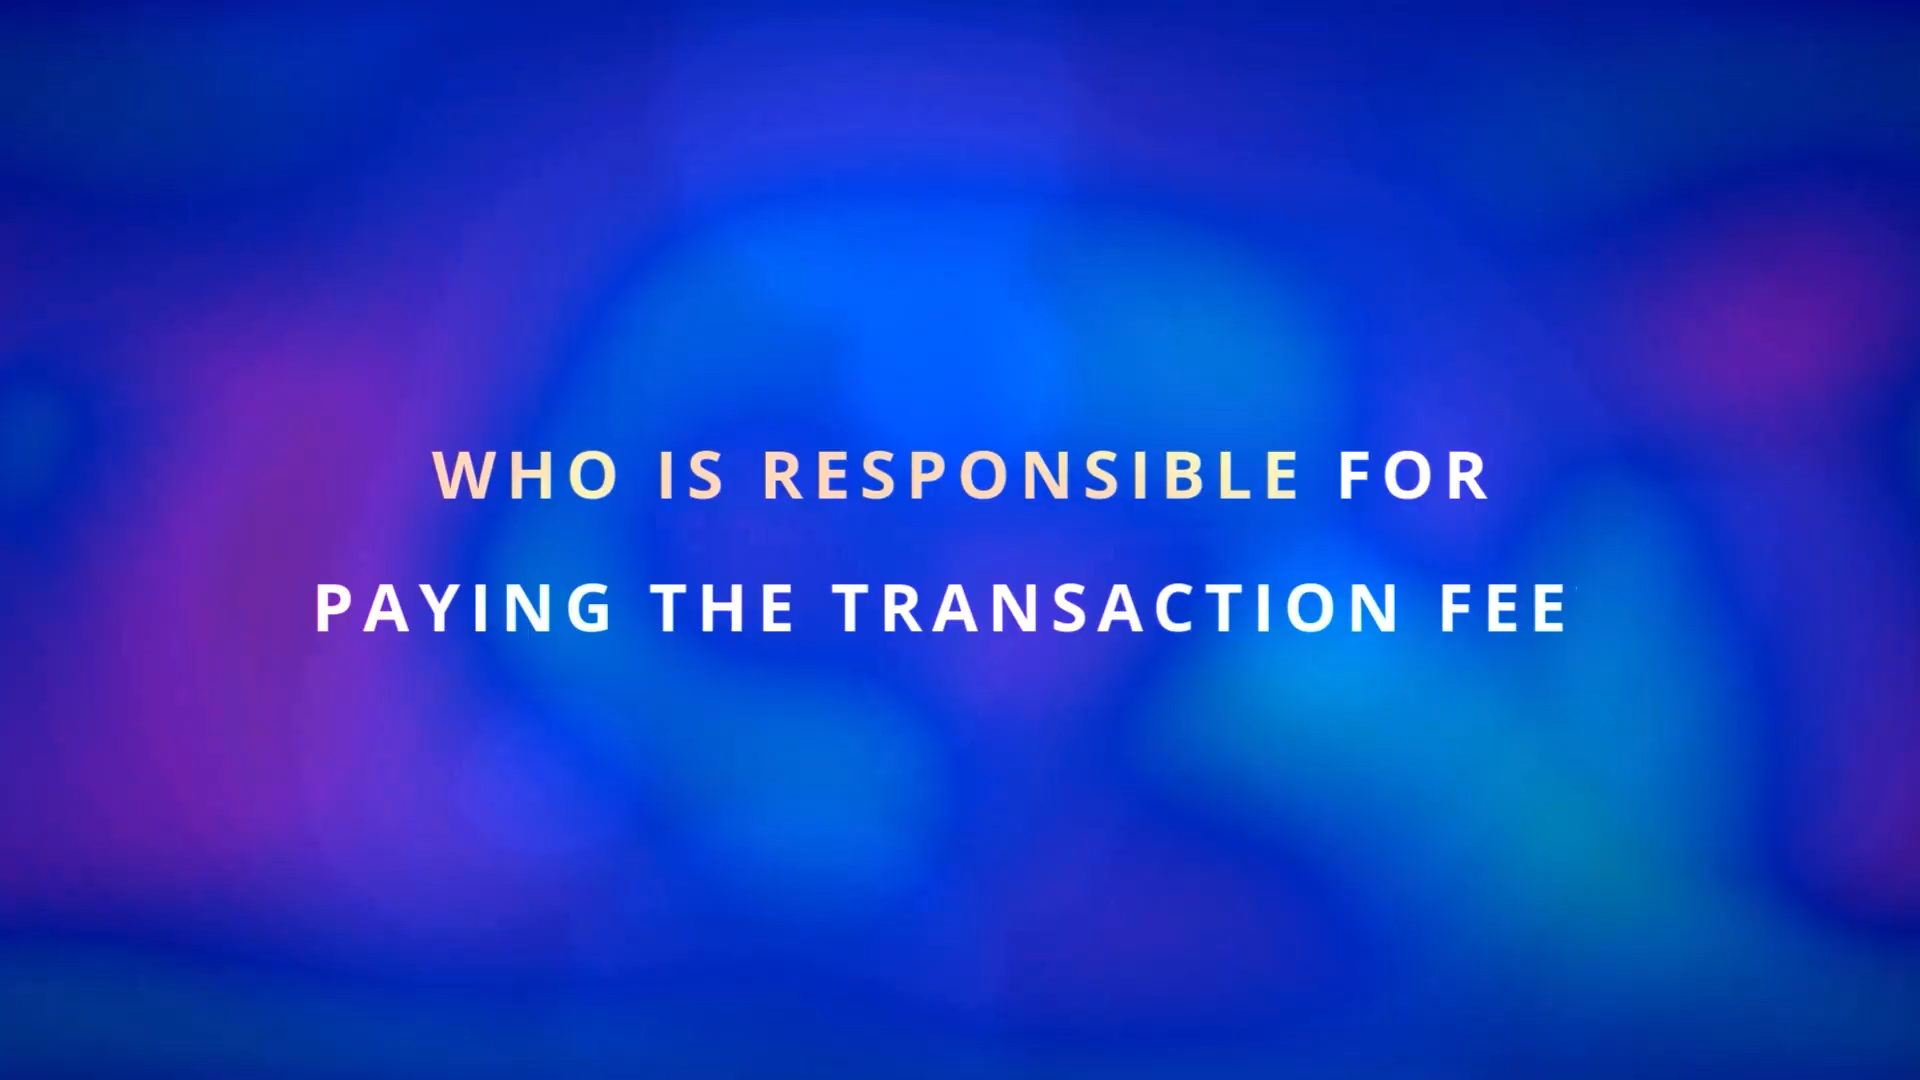 WHO IS RESPONSIBLE FOR
PAYING THE TRANSACTION FEE